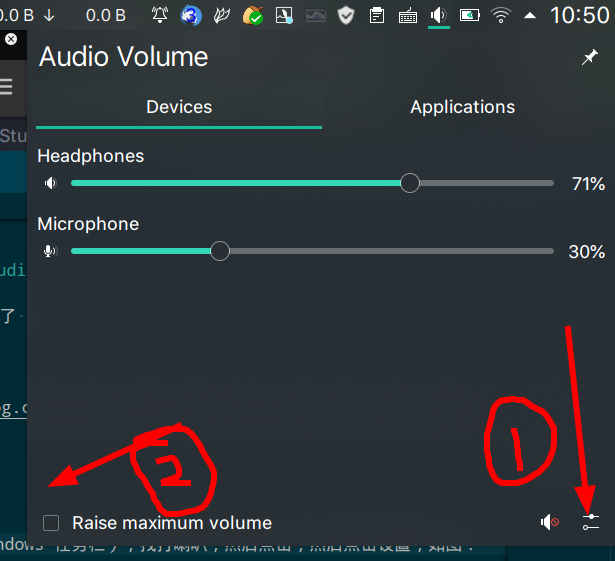 0.0 B ↓ 0.0 B 10:50
Audio Volume
Stu
Devices Applications
Headphones
71%
Microphone
30%
udi
了
og.c
1
2
Raise maximum volume